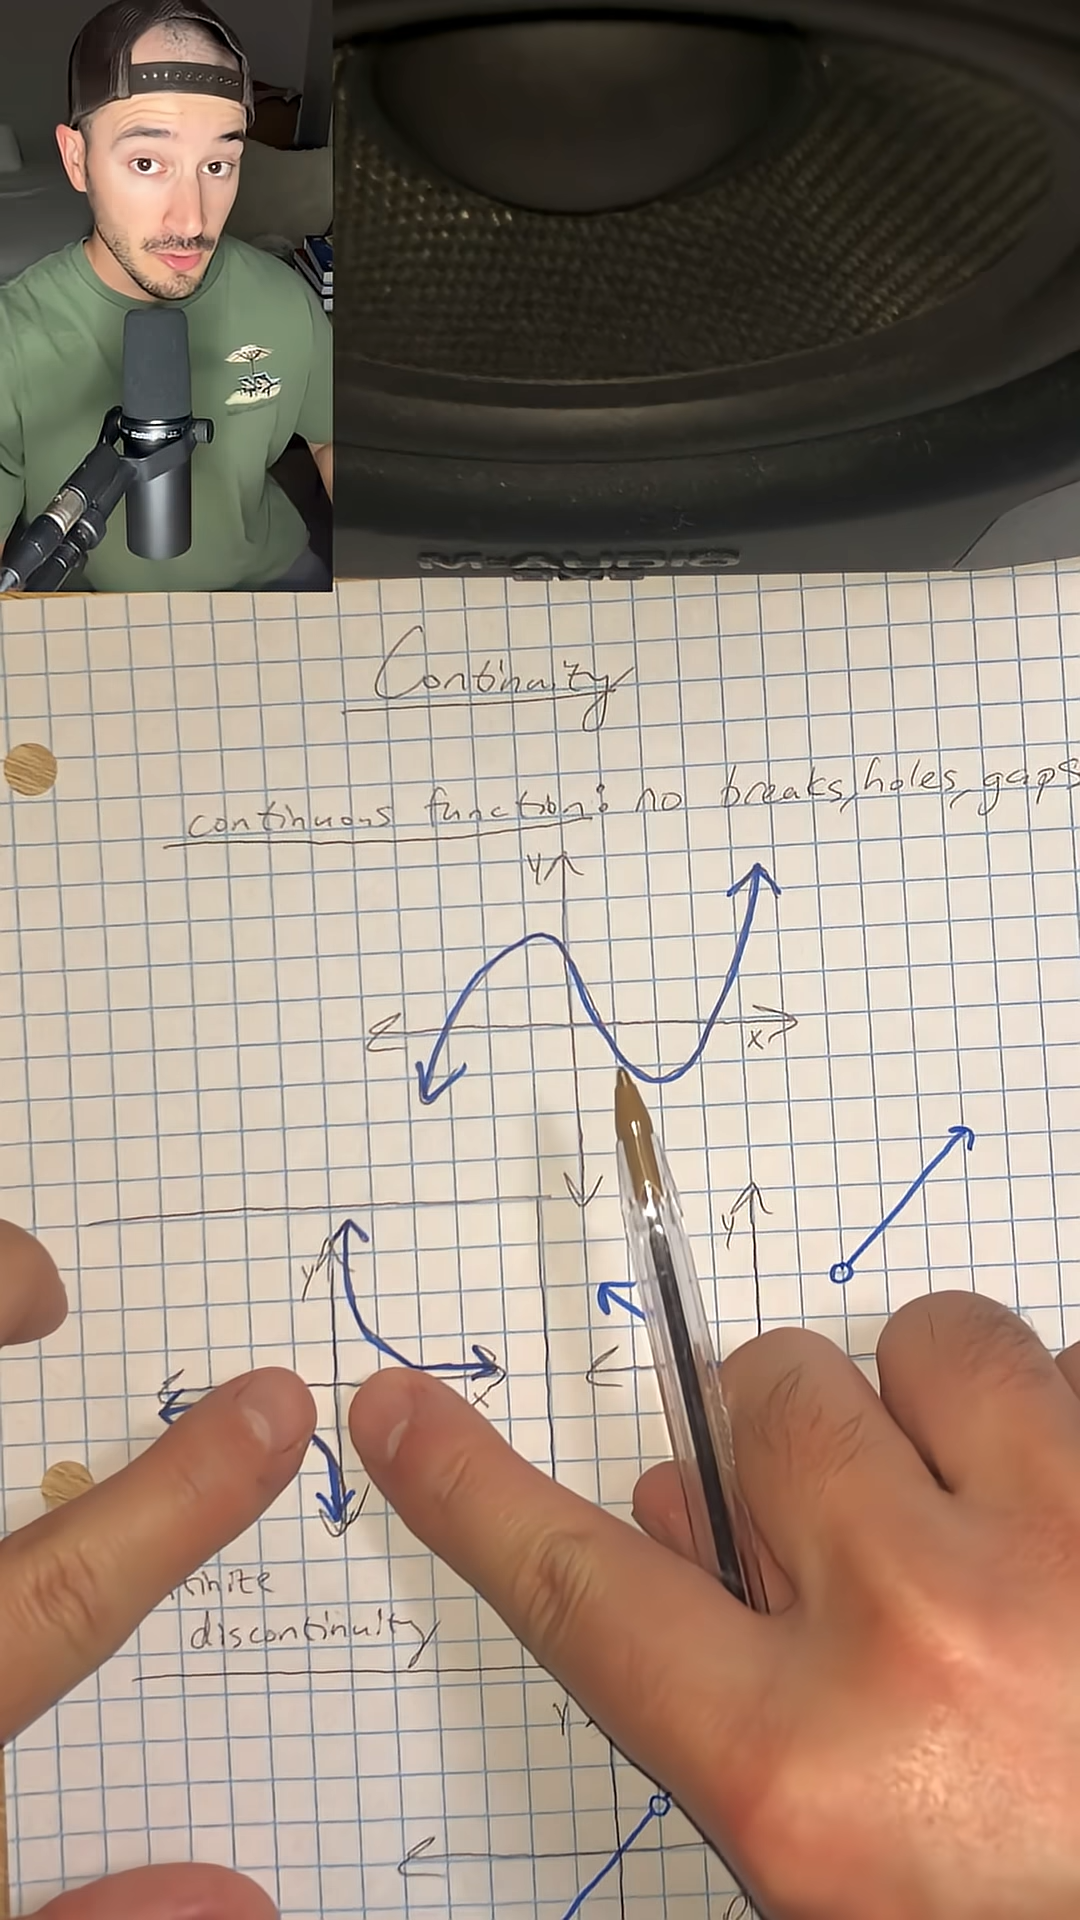 M-AUDIO
Continuity
continuous function: no breaks, holes, gaps
y
x
y
y
x
discontinuity
y